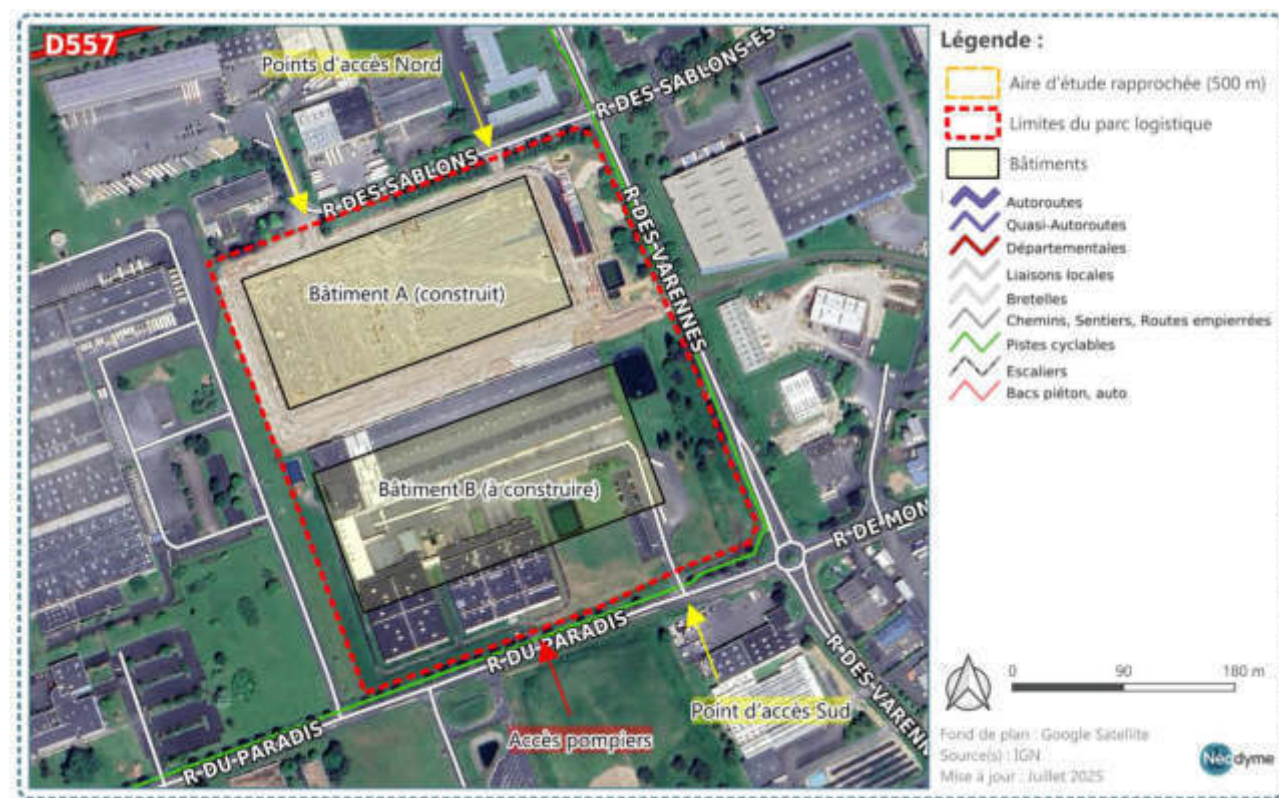 D557
Points d'accès Nord
R DES SABLONS ES
R DES SABLONS
R DES VARENNES
Bâtiment A (construit)
Bâtiment B (à construire)
R DE MON
R DU PARADIS
R DES VARENN
Point d'accès Sud
Accès pompiers
R DU PARADIS
Légende :
Aire d'étude rapprochée (500 m)
Limites du parc logistique
Bâtiments
Autoroutes
Quasi-Autoroutes
Départementales
Liaisons locales
Bretelles
Chemins, Sentiers, Routes empierrées
Pistes cyclables
Escaliers
Bacs piéton, auto
0 90 180 m
Fond de plan : Google Satellite
Source(s) : IGN
Mise à jour : Juillet 2025
Néodyme